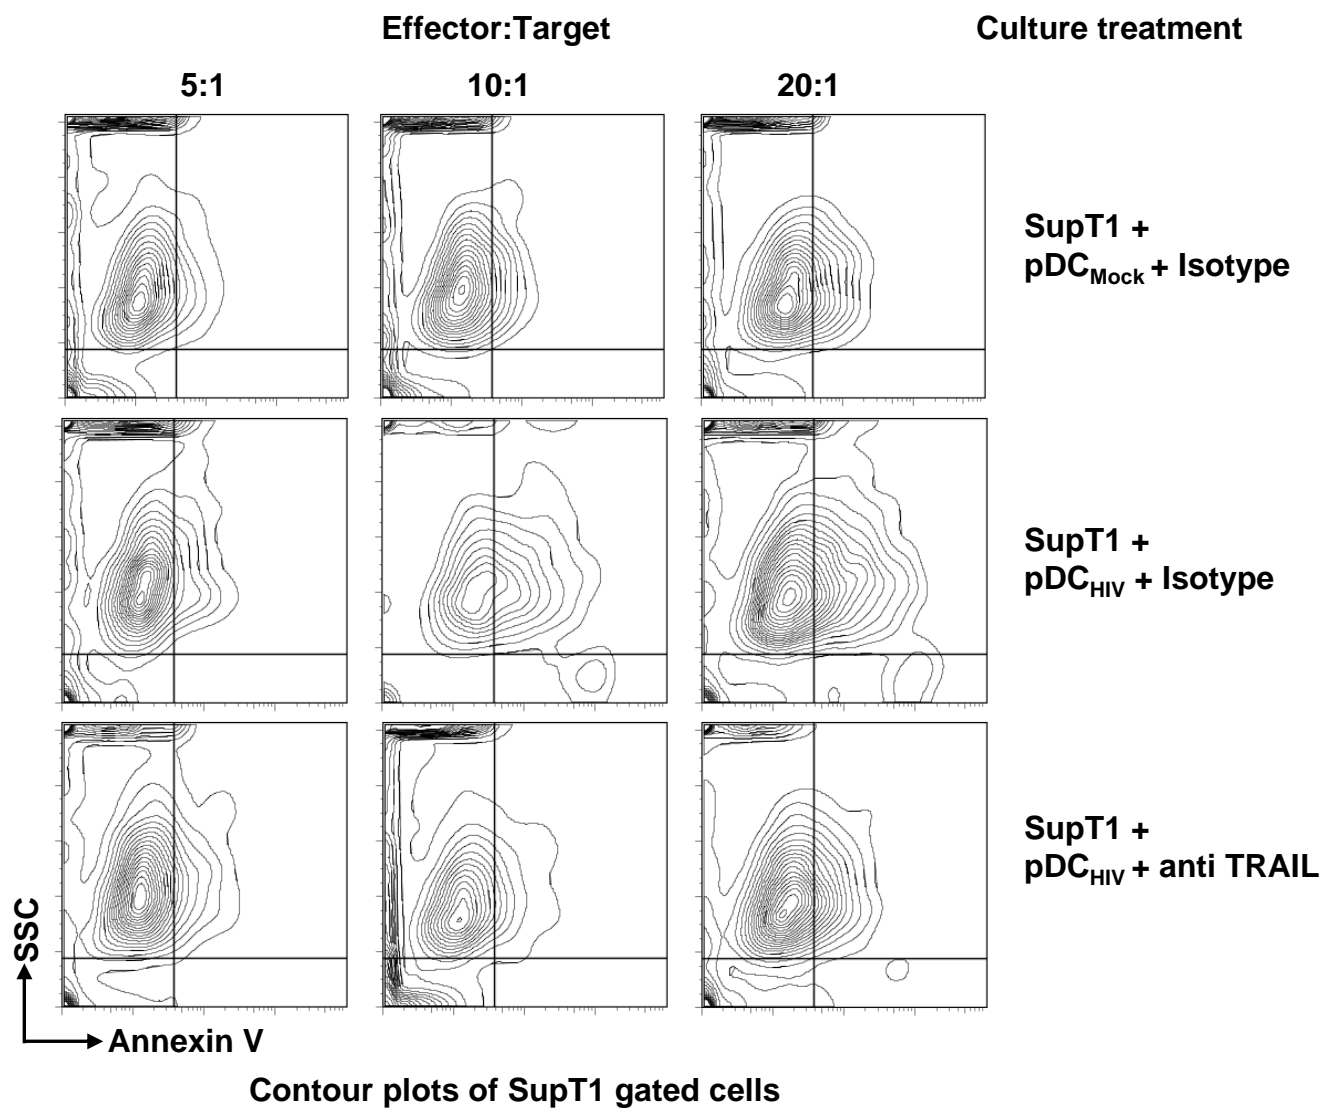 Effector:Target
Culture treatment
5:1
10:1
20:1
SupT1 +
pDCMock + Isotype
SupT1 +
pDCHIV + Isotype
SupT1 +
pDCHIV + anti TRAIL
SSC
Annexin V
Contour plots of SupT1 gated cells